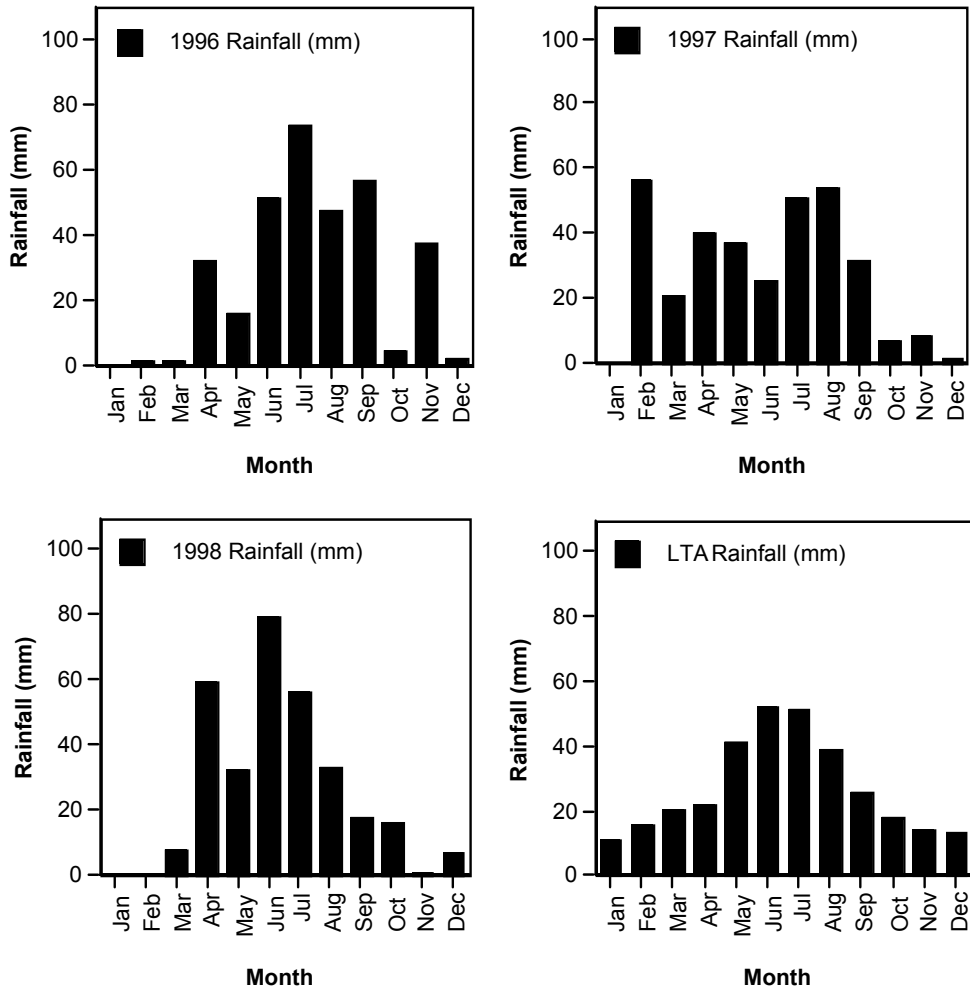 1996 Rainfall (mm)
Rainfall (mm)
100
80
60
40
20
0
Jan Feb Mar Apr May Jun Jul Aug Sep Oct Nov Dec
Month
1997 Rainfall (mm)
Rainfall (mm)
100
80
60
40
20
0
Jan Feb Mar Apr May Jun Jul Aug Sep Oct Nov Dec
Month
1998 Rainfall (mm)
Rainfall (mm)
100
80
60
40
20
0
Jan Feb Mar Apr May Jun Jul Aug Sep Oct Nov Dec
Month
LTA Rainfall (mm)
Rainfall (mm)
100
80
60
40
20
0
Jan Feb Mar Apr May Jun Jul Aug Sep Oct Nov Dec
Month